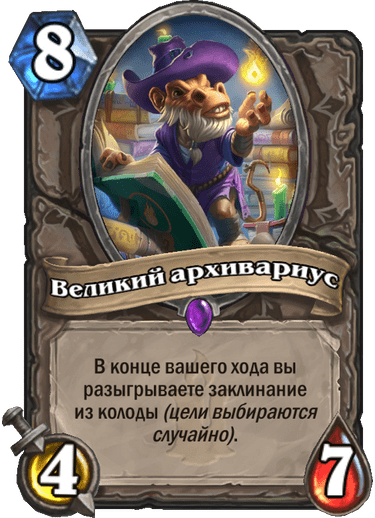 8
Великий архивариус
В конце вашего хода вы
разыгрываете заклинание
из колоды (цели выбираются
случайно).
4
7